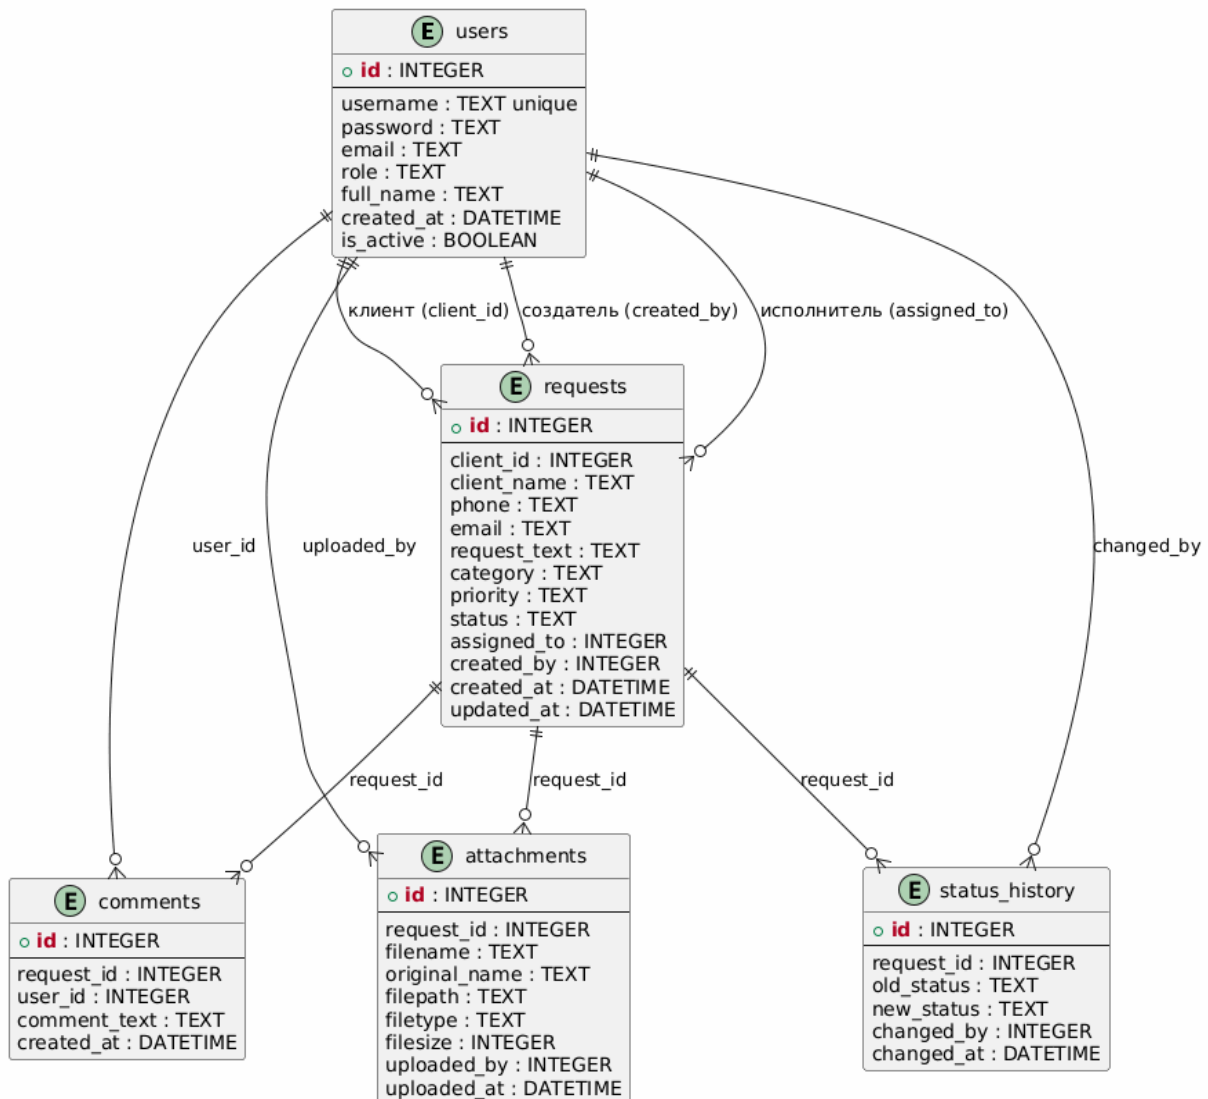 E users
id : INTEGER
username : TEXT unique
password : TEXT
email : TEXT
role : TEXT
full_name : TEXT
created_at : DATETIME
is_active : BOOLEAN
клиент (client_id)
создатель (created_by)
исполнитель (assigned_to)
E requests
id : INTEGER
client_id : INTEGER
client_name : TEXT
phone : TEXT
email : TEXT
request_text : TEXT
category : TEXT
priority : TEXT
status : TEXT
assigned_to : INTEGER
created_by : INTEGER
created_at : DATETIME
updated_at : DATETIME
user_id
uploaded_by
changed_by
request_id
request_id
request_id
E comments
id : INTEGER
request_id : INTEGER
user_id : INTEGER
comment_text : TEXT
created_at : DATETIME
E attachments
id : INTEGER
request_id : INTEGER
filename : TEXT
original_name : TEXT
filepath : TEXT
filetype : TEXT
filesize : INTEGER
uploaded_by : INTEGER
uploaded_at : DATETIME
E status_history
id : INTEGER
request_id : INTEGER
old_status : TEXT
new_status : TEXT
changed_by : INTEGER
changed_at : DATETIME